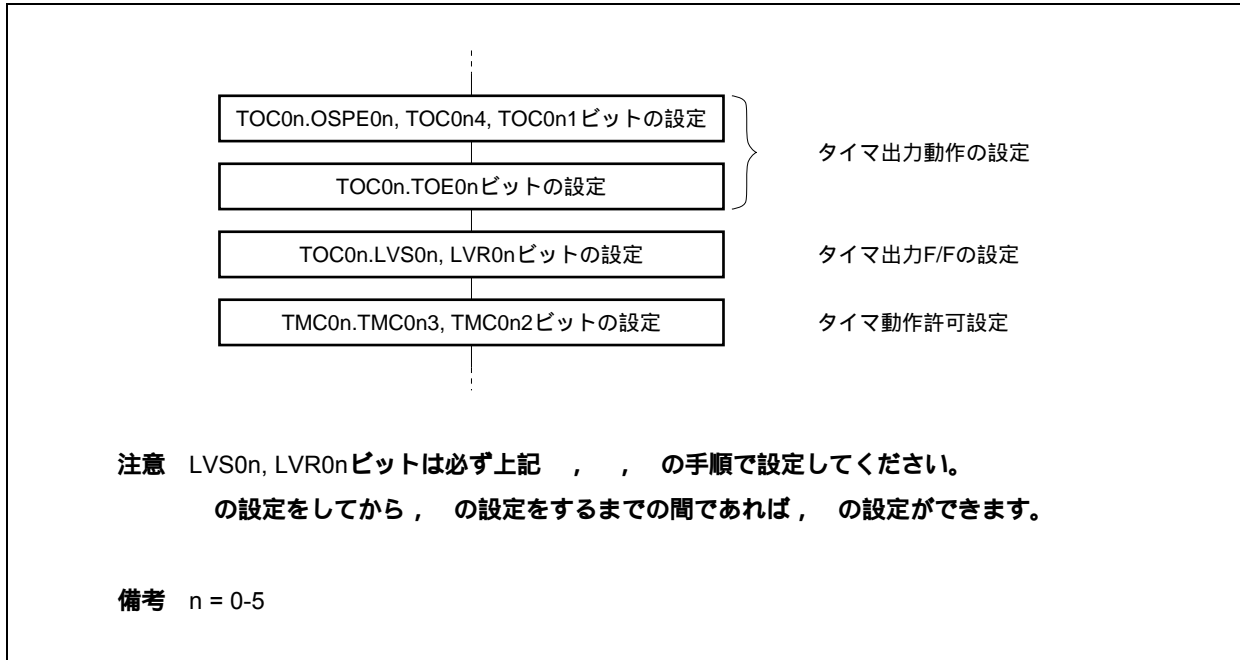 TOC0n.OSPE0n, TOC0n4, TOC0n1ビットの設定
タイマ出力動作の設定
TOC0n.TOE0nビットの設定
TOC0n.LVS0n, LVR0nビットの設定 タイマ出力F/Fの設定
TMC0n.TMC0n3, TMC0n2ビットの設定 タイマ動作許可設定
注意 LVS0n, LVR0nビットは必ず上記 , , の手順で設定してください。
の設定をしてから, の設定をするまでの間であれば, の設定ができます。
備考 n = 0-5